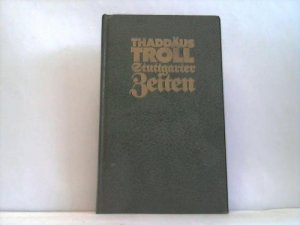 THADDÄUS
TROLL
Stuttgarter
Zeiten